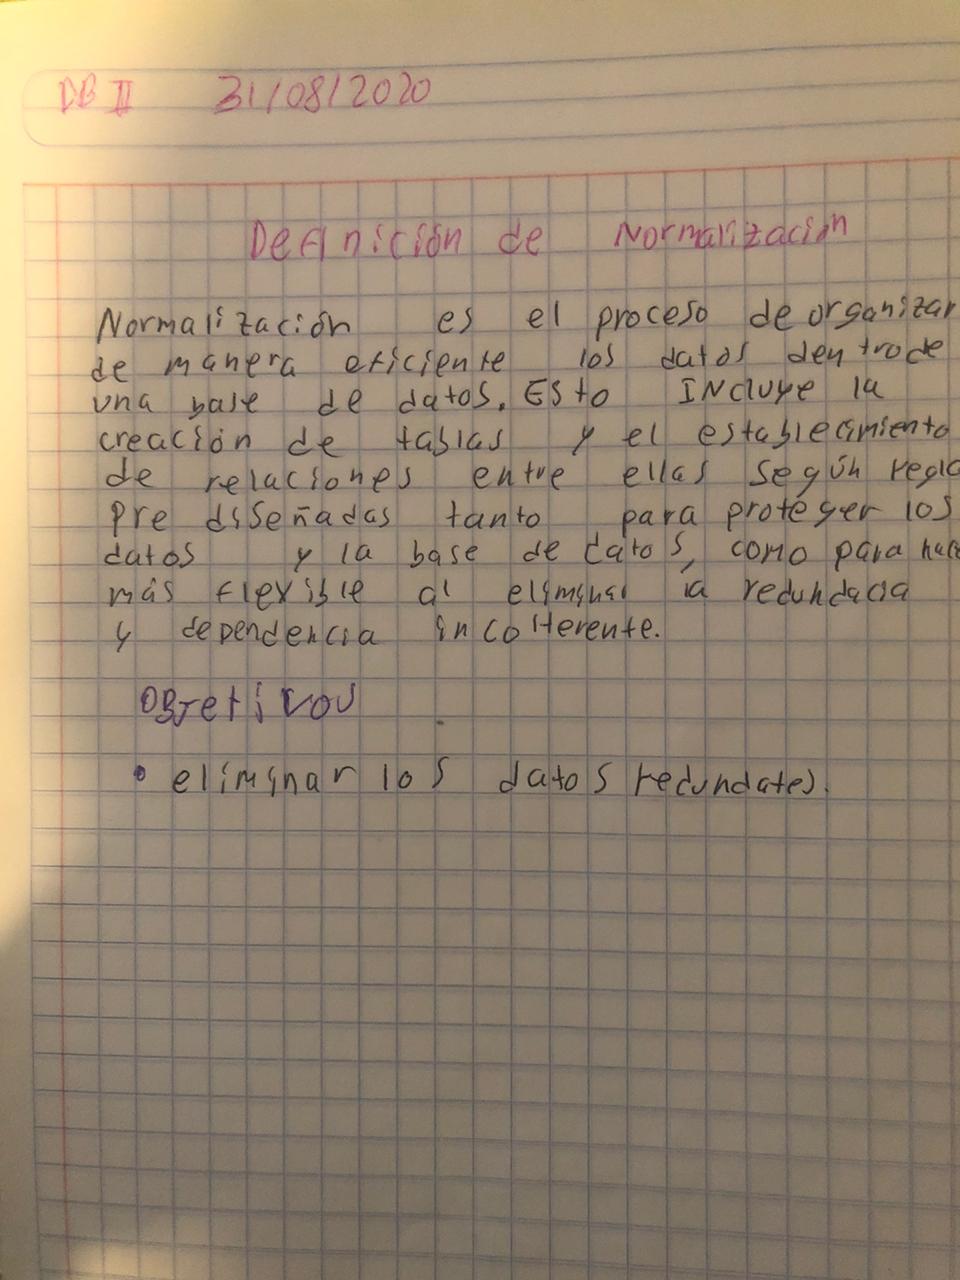 DB II 31/08/2020
Definición de Normalización
Normalización es el proceso de organizar
de manera eficiente los datos dentro de
una base de datos. Esto INcluye la
creación de tablas y el establecimiento
de relaciones entre ellas según regla
Pre diseñadas tanto para proteger los
datos y la base de datos, como para hace
más flexible al eliminar la redundacia
y dependencia incoherente.
Objetivos
• eliminar los datos redundates.